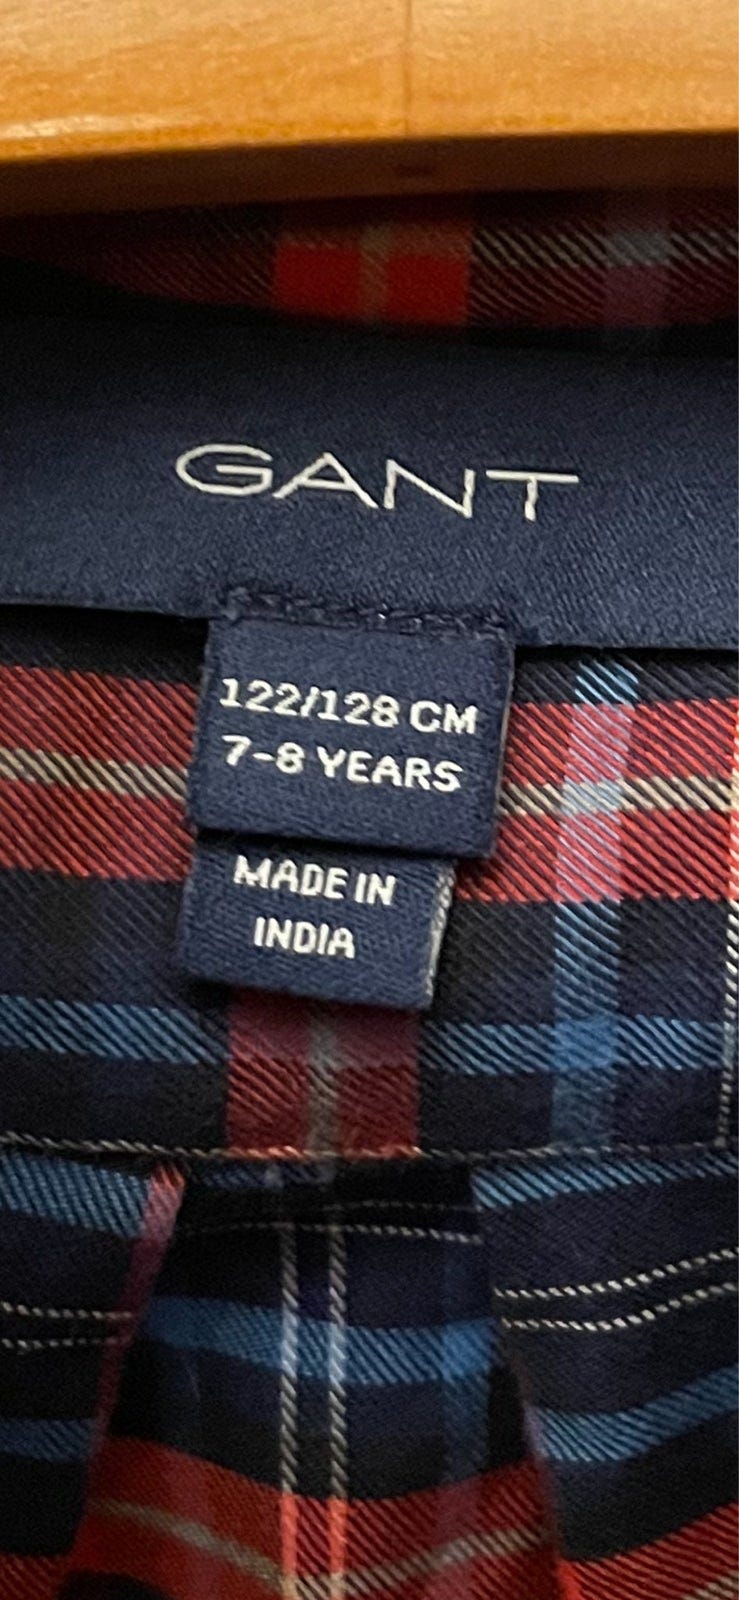 GANT
122/128 CM
7-8 YEARS
MADE IN
INDIA